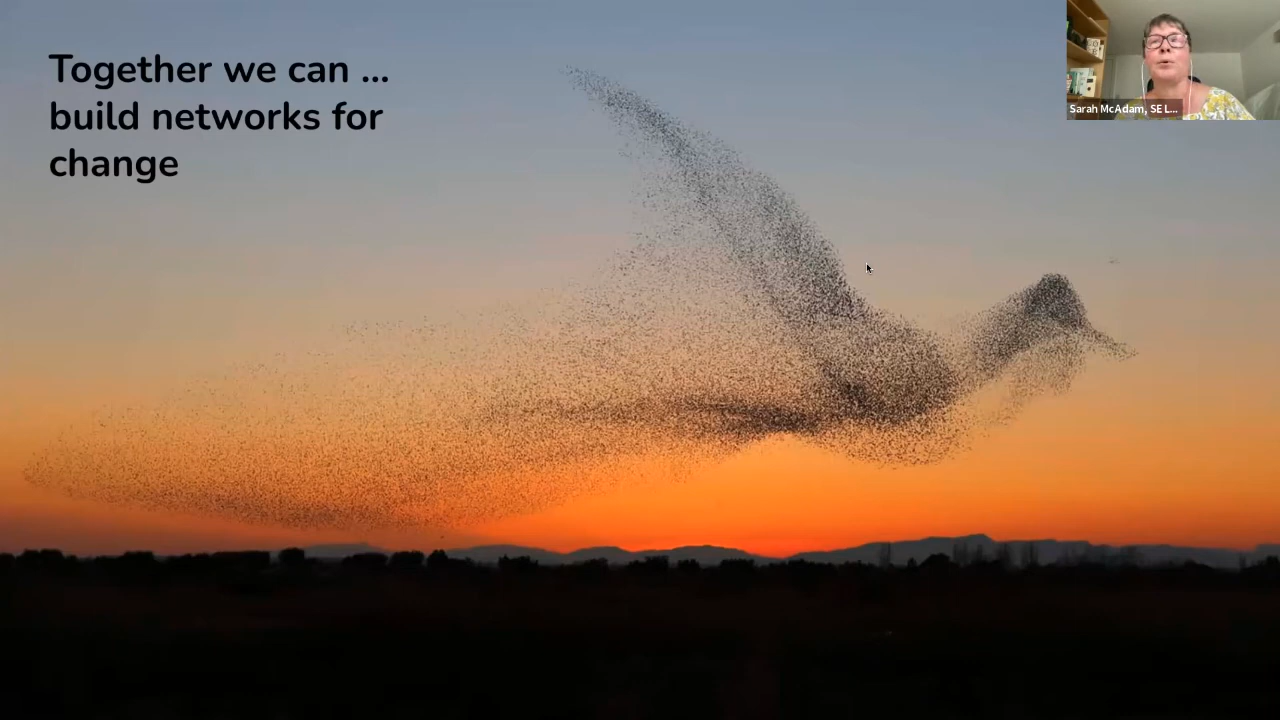 Together we can ...
build networks for
change
Sarah McAdam, SE L...